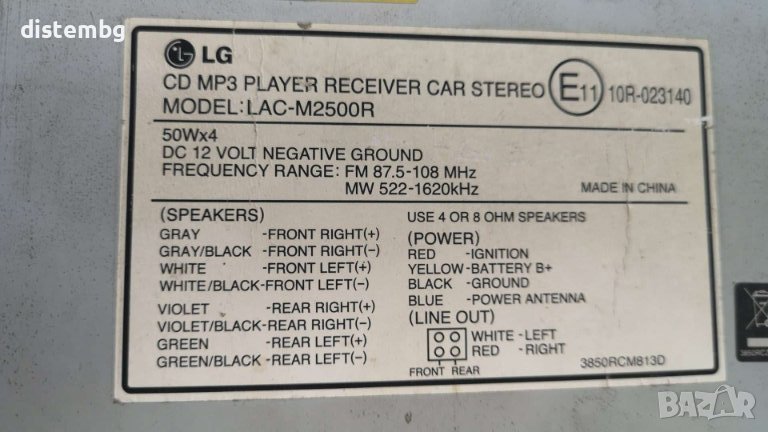 distembg
LG
CD MP3 PLAYER RECEIVER CAR STEREO E11 10R-023140
MODEL:LAC-M2500R
50Wx4
DC 12 VOLT NEGATIVE GROUND
FREQUENCY RANGE: FM 87.5-108 MHz
MW 522-1620kHz
MADE IN CHINA
(SPEAKERS)
GRAY -FRONT RIGHT(+)
GRAY/BLACK -FRONT RIGHT(-)
WHITE -FRONT LEFT(+)
WHITE/BLACK-FRONT LEFT(-)
VIOLET -REAR RIGHT(+)
VIOLET/BLACK-REAR RIGHT(-)
GREEN -REAR LEFT(+)
GREEN/BLACK-REAR LEFT(-)
USE 4 OR 8 OHM SPEAKERS
(POWER)
RED -IGNITION
YELLOW-BATTERY B+
BLACK -GROUND
BLUE -POWER ANTENNA
(LINE OUT)
WHITE -LEFT
RED -RIGHT
FRONT REAR
3850RCM813D
bazar